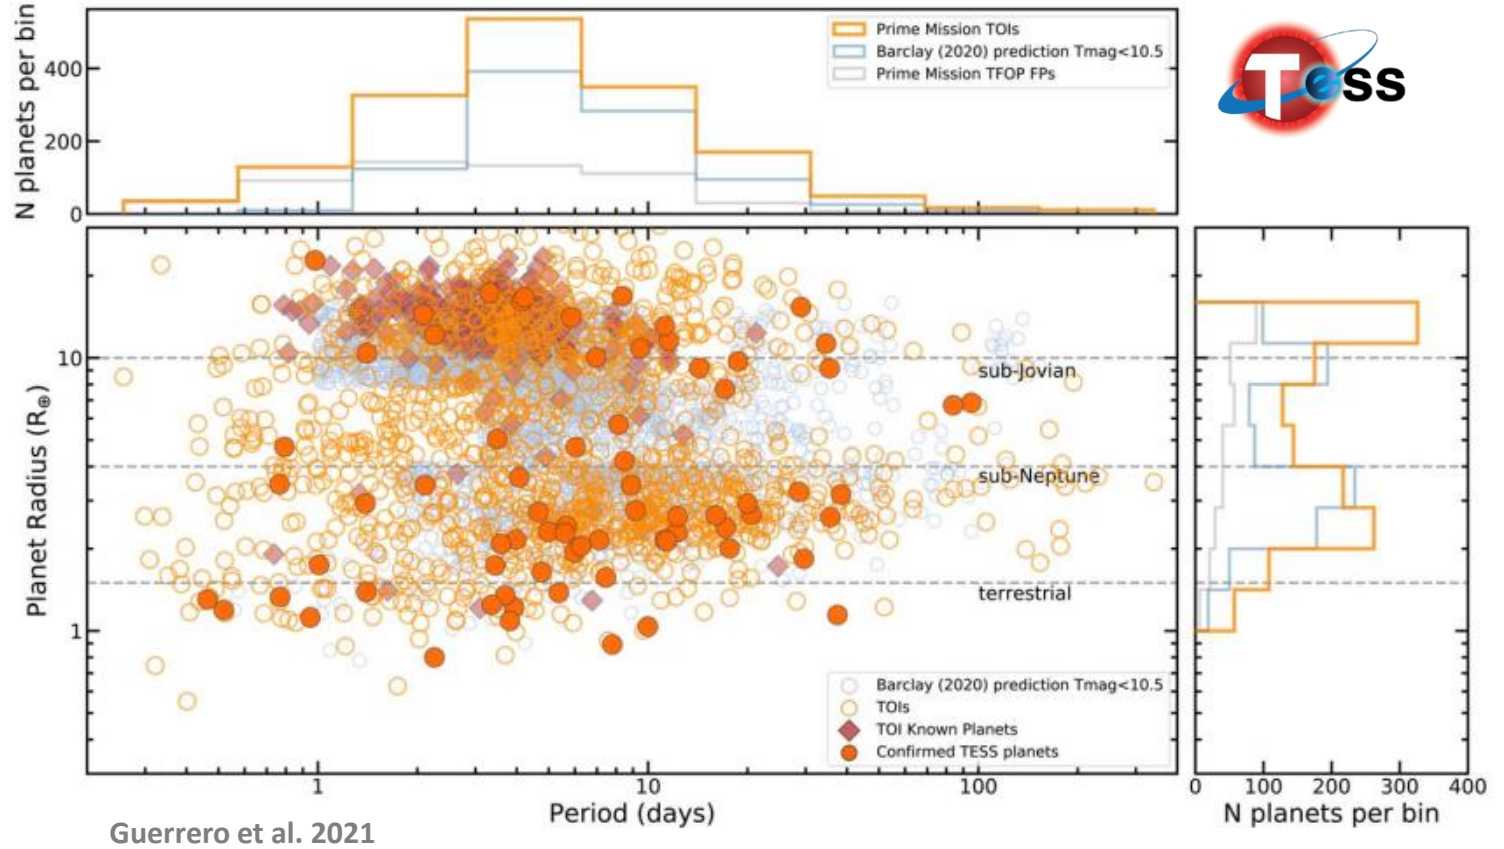 N planets per bin
400
200
0
Prime Mission TOIs
Barclay (2020) prediction Tmag<10.5
Prime Mission TFOP FPs
Tess
Planet Radius (R⊕)
10
1
sub-Jovian
sub-Neptune
terrestrial
Barclay (2020) prediction Tmag<10.5
TOIs
TOI Known Planets
Confirmed TESS planets
1 10 100
Period (days)
0 100 200 300 400
N planets per bin
Guerrero et al. 2021